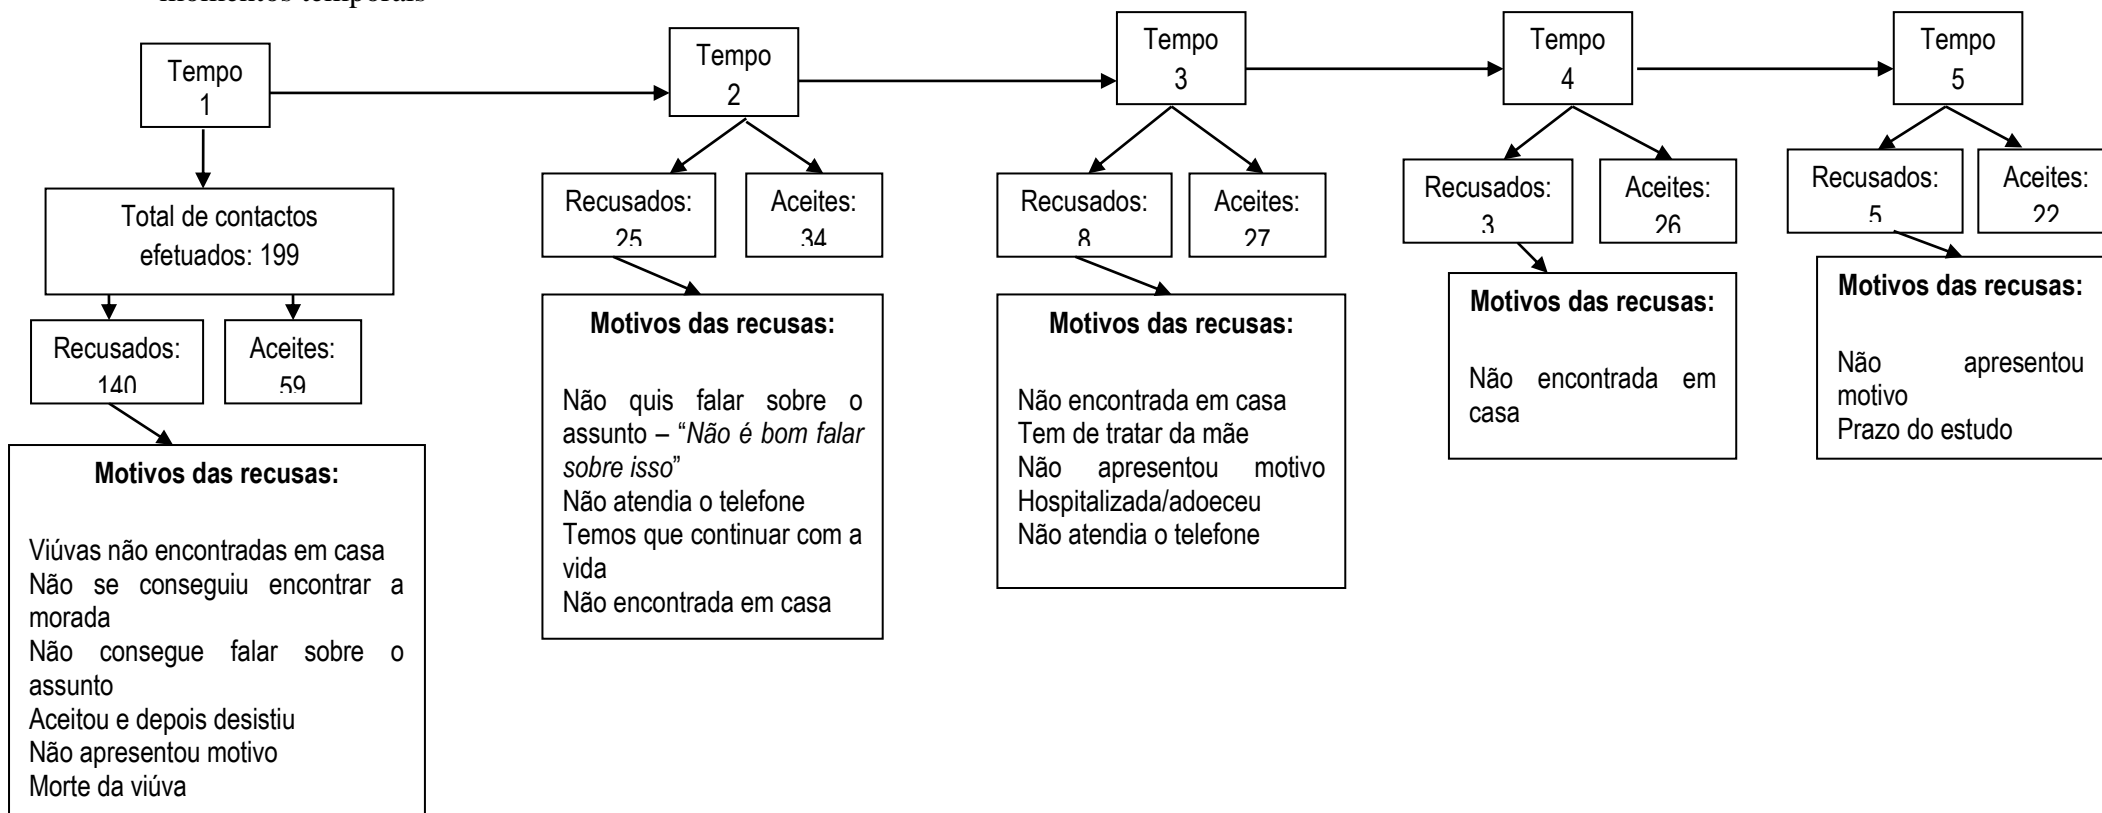 momentos temporais
Tempo
1
Tempo
2
Tempo
3
Tempo
4
Tempo
5
Total de contactos
efetuados: 199
Recusados:
140
Aceites:
59
Motivos das recusas:
Viúvas não encontradas em casa
Não se conseguiu encontrar a
morada
Não consegue falar sobre o
assunto
Aceitou e depois desistiu
Não apresentou motivo
Morte da viúva
Recusados:
25
Aceites:
34
Motivos das recusas:
Não quis falar sobre o
assunto – “Não é bom falar
sobre isso”
Não atendia o telefone
Temos que continuar com a
vida
Não encontrada em casa
Recusados:
8
Aceites:
27
Motivos das recusas:
Não encontrada em casa
Tem de tratar da mãe
Não apresentou motivo
Hospitalizada/adoeceu
Não atendia o telefone
Recusados:
3
Aceites:
26
Motivos das recusas:
Não encontrada em
casa
Recusados:
5
Aceites:
22
Motivos das recusas:
Não apresentou
motivo
Prazo do estudo